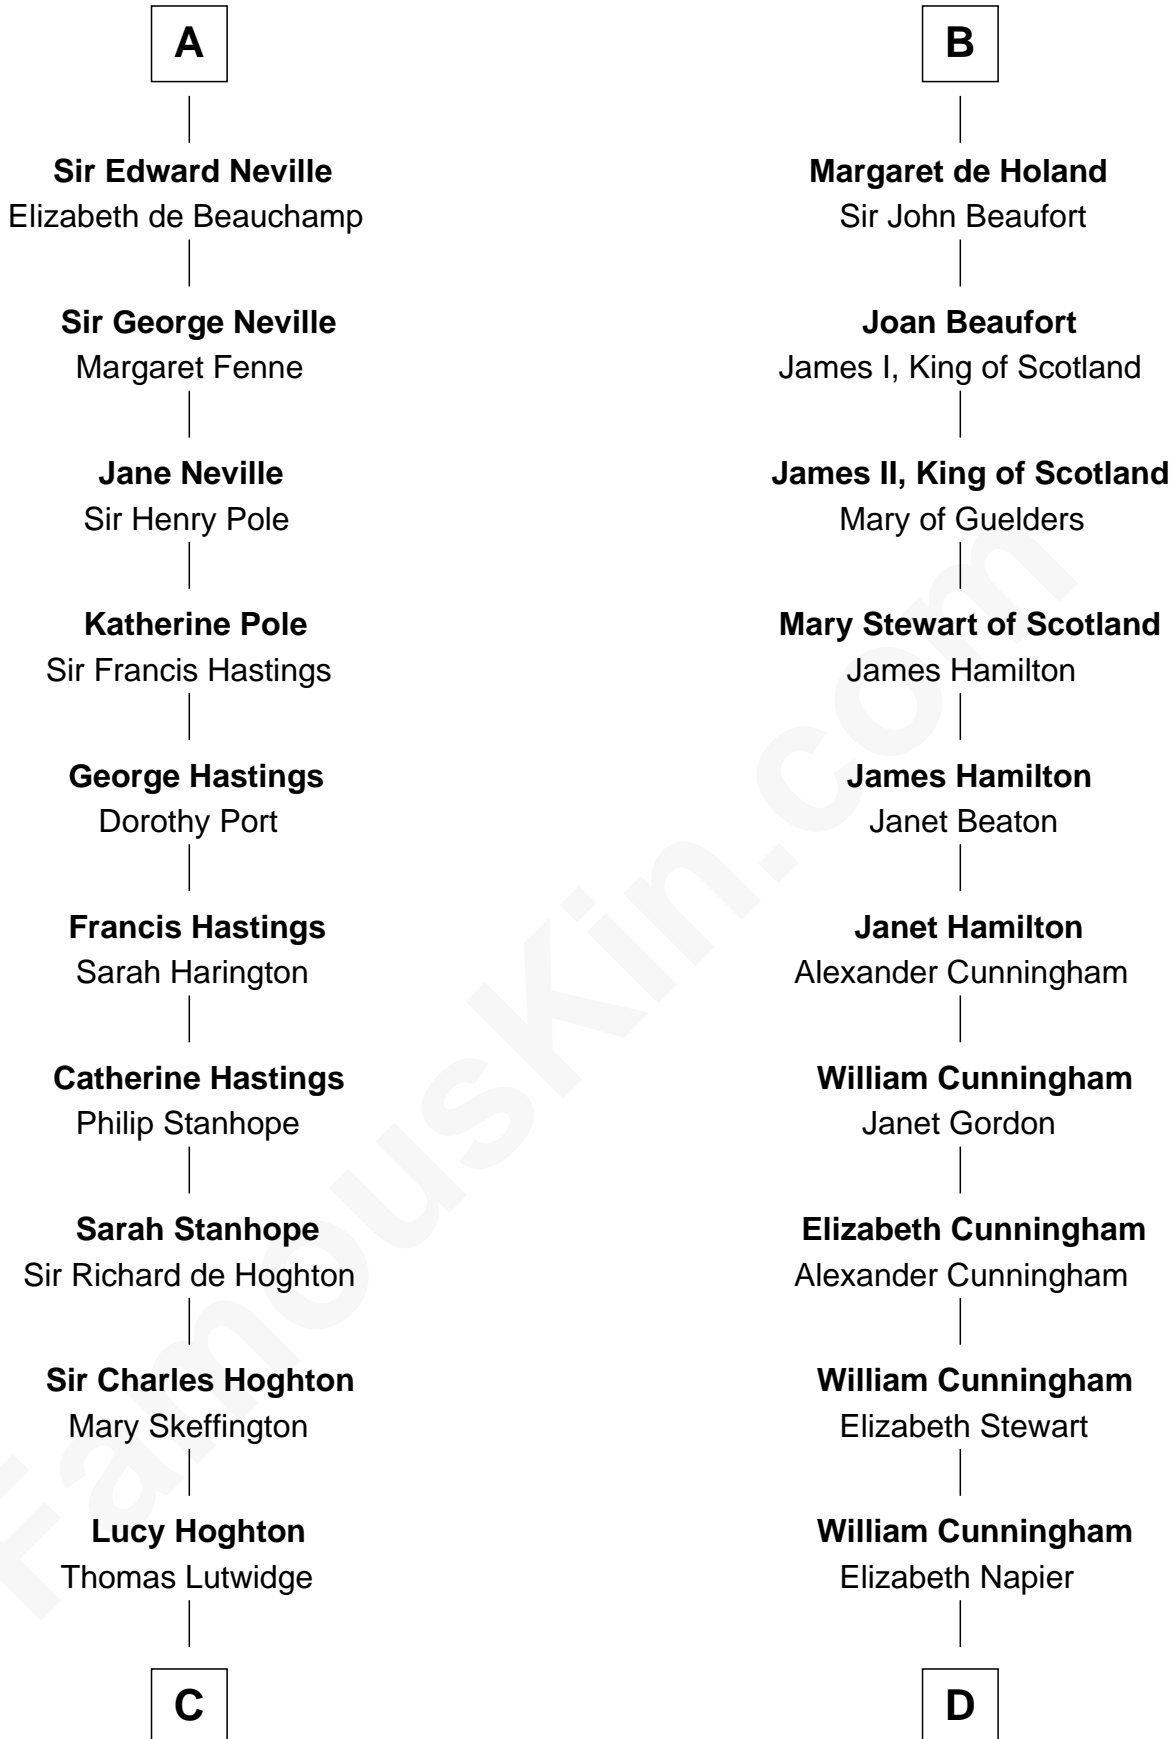 A
Sir Edward Neville
Elizabeth de Beauchamp
Sir George Neville
Margaret Fenne
Jane Neville
Sir Henry Pole
Katherine Pole
Sir Francis Hastings
George Hastings
Dorothy Port
Francis Hastings
Sarah Harington
Catherine Hastings
Philip Stanhope
Sarah Stanhope
Sir Richard de Hoghton
Sir Charles Hoghton
Mary Skeffington
Lucy Hoghton
Thomas Lutwidge
C
B
Margaret de Holand
Sir John Beaufort
Joan Beaufort
James I, King of Scotland
James II, King of Scotland
Mary of Guelders
Mary Stewart of Scotland
James Hamilton
James Hamilton
Janet Beaton
Janet Hamilton
Alexander Cunningham
William Cunningham
Janet Gordon
Elizabeth Cunningham
Alexander Cunningham
William Cunningham
Elizabeth Stewart
William Cunningham
Elizabeth Napier
D
FamousKin.com